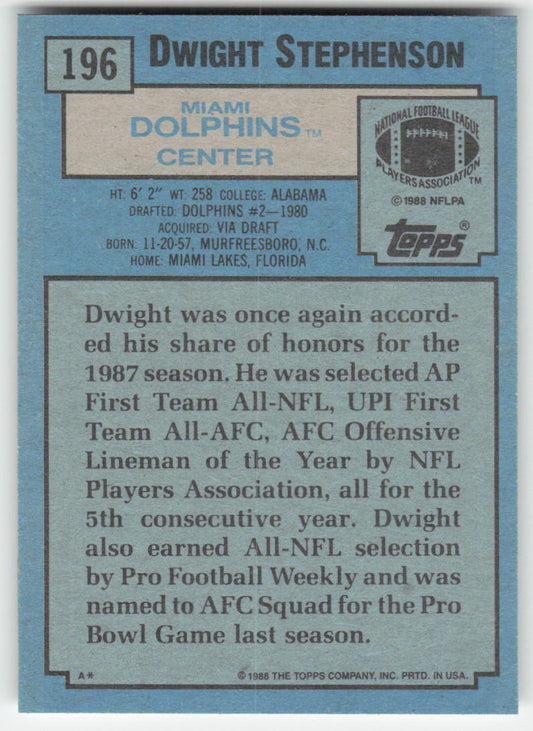 196
DWIGHT STEPHENSON
MIAMI
DOLPHINS™
CENTER
HT: 6' 2" WT: 258 COLLEGE: ALABAMA
DRAFTED: DOLPHINS #2—1980
ACQUIRED: VIA DRAFT
BORN: 11-20-57, MURFREESBORO, N.C.
HOME: MIAMI LAKES, FLORIDA
NATIONAL FOOTBALL LEAGUE
PLAYERS ASSOCIATION™
© 1988 NFLPA
topps®
Dwight was once again accord-
ed his share of honors for the
1987 season. He was selected AP
First Team All-NFL, UPI First
Team All-AFC, AFC Offensive
Lineman of the Year by NFL
Players Association, all for the
5th consecutive year. Dwight
also earned All-NFL selection
by Pro Football Weekly and was
named to AFC Squad for the Pro
Bowl Game last season.
A*
© 1988 THE TOPPS COMPANY, INC. PRTD. IN USA.